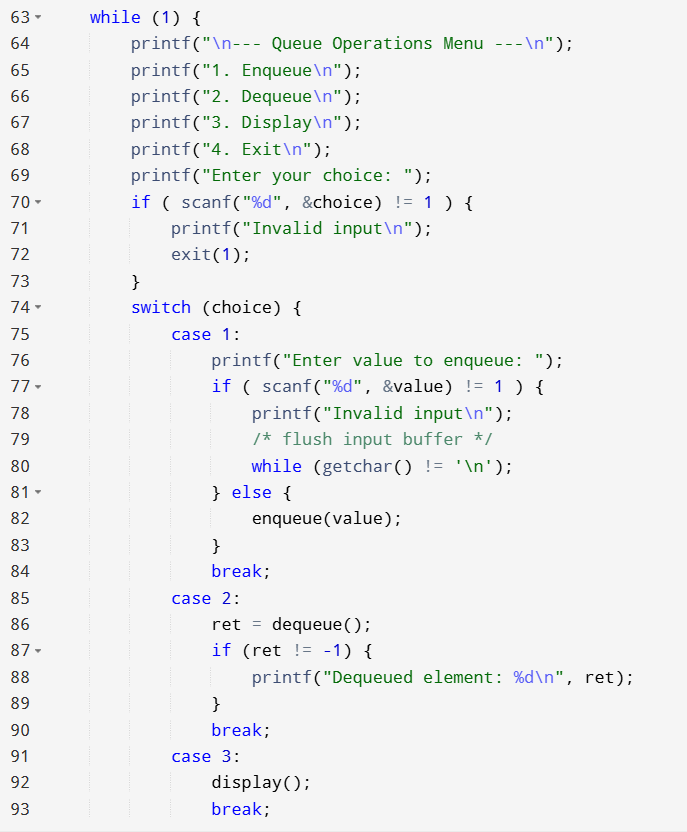 63 while (1) {
64 printf("\n--- Queue Operations Menu ---\n");
65 printf("1. Enqueue\n");
66 printf("2. Dequeue\n");
67 printf("3. Display\n");
68 printf("4. Exit\n");
69 printf("Enter your choice: ");
70 if ( scanf("%d", &choice) != 1 ) {
71 printf("Invalid input\n");
72 exit(1);
73 }
74 switch (choice) {
75 case 1:
76 printf("Enter value to enqueue: ");
77 if ( scanf("%d", &value) != 1 ) {
78 printf("Invalid input\n");
79 /* flush input buffer */
80 while (getchar() != '\n');
81 } else {
82 enqueue(value);
83 }
84 break;
85 case 2:
86 ret = dequeue();
87 if (ret != -1) {
88 printf("Dequeued element: %d\n", ret);
89 }
90 break;
91 case 3:
92 display();
93 break;